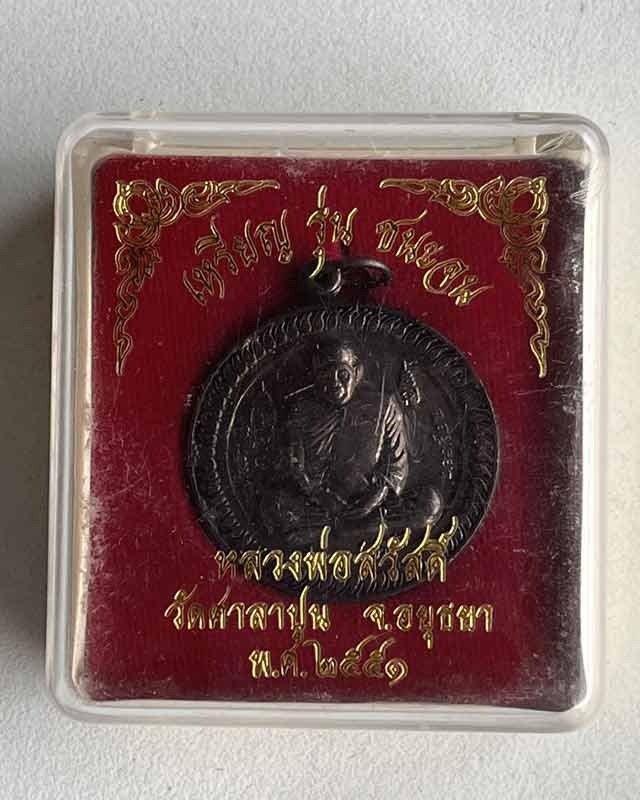 เหรียญ รุ่น ชนะจน
หลวงพ่อสวัสดิ์
วัดศาลาปูน จ.อยุธยา
พ.ศ.๒๕๕๑